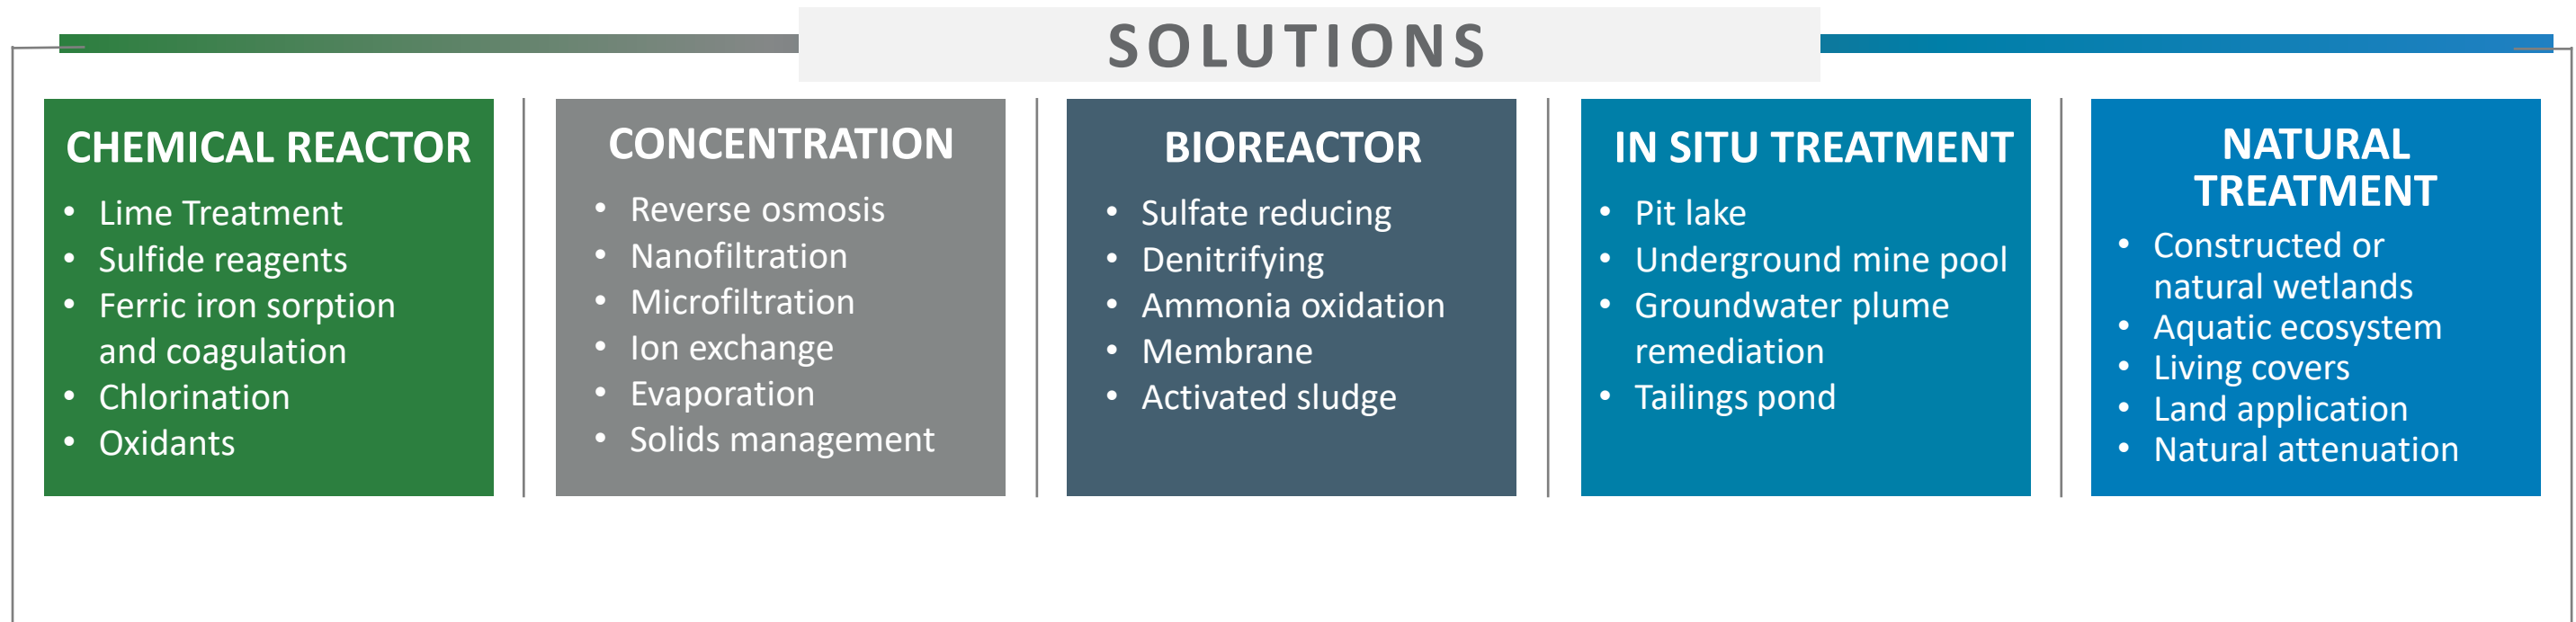 SOLUTIONS
CHEMICAL REACTOR
• Lime Treatment
• Sulfide reagents
• Ferric iron sorption
and coagulation
• Chlorination
• Oxidants
CONCENTRATION
• Reverse osmosis
• Nanofiltration
• Microfiltration
• Ion exchange
• Evaporation
• Solids management
BIOREACTOR
• Sulfate reducing
• Denitrifying
• Ammonia oxidation
• Membrane
• Activated sludge
IN SITU TREATMENT
• Pit lake
• Underground mine pool
• Groundwater plume
remediation
• Tailings pond
NATURAL
TREATMENT
• Constructed or
natural wetlands
• Aquatic ecosystem
• Living covers
• Land application
• Natural attenuation